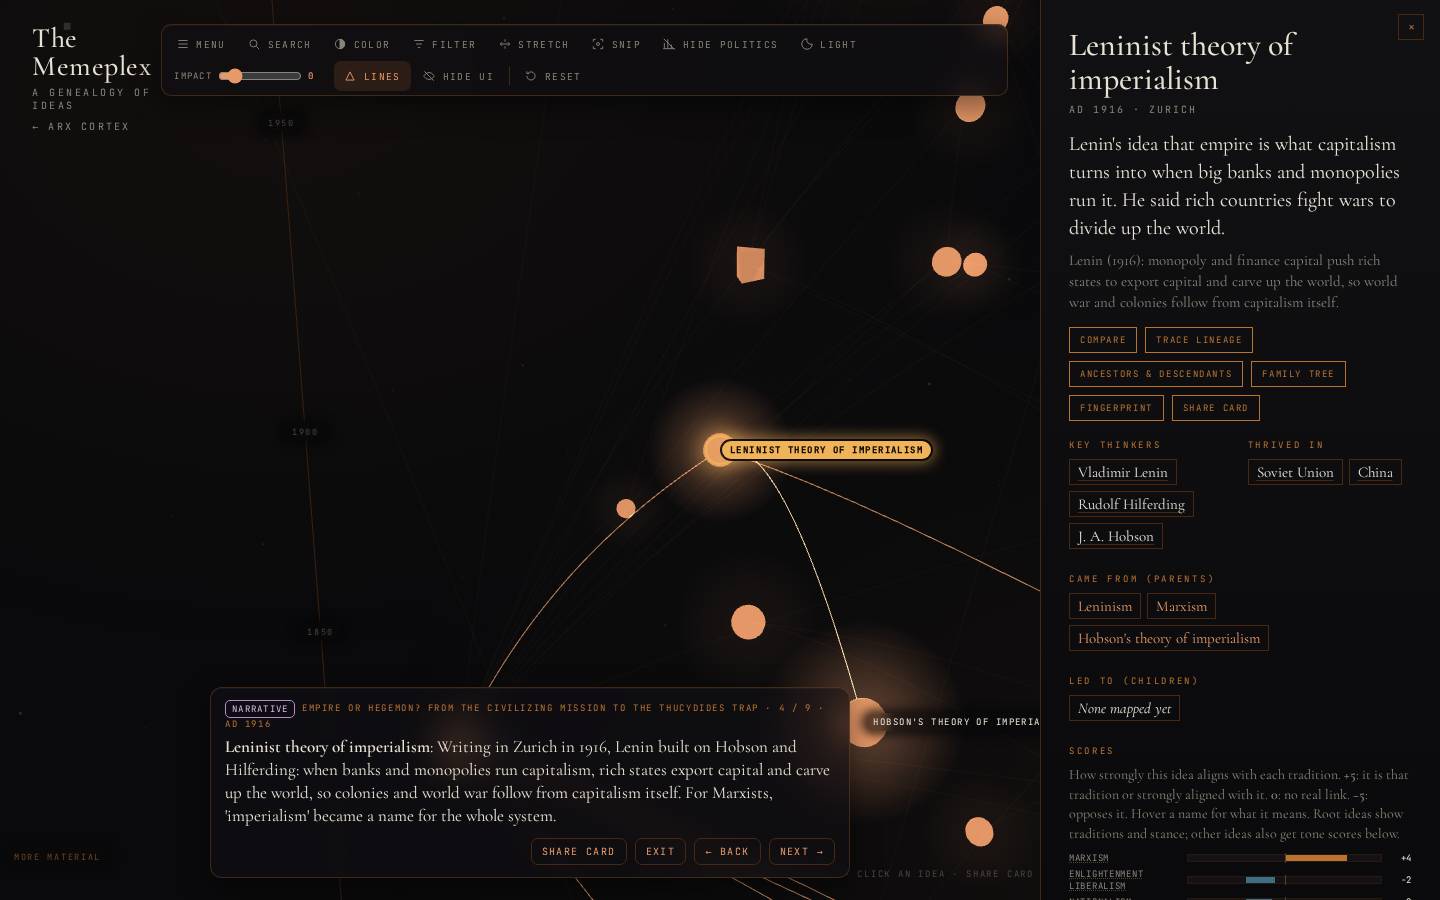 The
Memeplex
A GENEALOGY OF
IDEAS
← ARX CORTEX
MENU SEARCH COLOR FILTER STRETCH SNIP HIDE POLITICS LIGHT
IMPACT 0 LINES HIDE UI RESET
1950
1900
1850
LENINIST THEORY OF IMPERIALISM
HOBSON'S THEORY OF IMPERIA
NARRATIVE EMPIRE OR HEGEMON? FROM THE CIVILIZING MISSION TO THE THUCYDIDES TRAP · 4 / 9 ·
AD 1916
Leninist theory of imperialism: Writing in Zurich in 1916, Lenin built on Hobson and
Hilferding: when banks and monopolies run capitalism, rich states export capital and carve
up the world, so colonies and world war follow from capitalism itself. For Marxists,
'imperialism' became a name for the whole system.
SHARE CARD EXIT ← BACK NEXT →
MORE MATERIAL
CLICK AN IDEA · SHARE CARD
×
Leninist theory of
imperialism
AD 1916 · ZURICH
Lenin's idea that empire is what capitalism
turns into when big banks and monopolies
run it. He said rich countries fight wars to
divide up the world.
Lenin (1916): monopoly and finance capital push rich
states to export capital and carve up the world, so world
war and colonies follow from capitalism itself.
COMPARE TRACE LINEAGE
ANCESTORS & DESCENDANTS FAMILY TREE
FINGERPRINT SHARE CARD
KEY THINKERS
Vladimir Lenin
Rudolf Hilferding
J. A. Hobson
THRIVED IN
Soviet Union China
CAME FROM (PARENTS)
Leninism Marxism
Hobson's theory of imperialism
LED TO (CHILDREN)
None mapped yet
SCORES
How strongly this idea aligns with each tradition. +5: it is that
tradition or strongly aligned with it. 0: no real link. −5:
opposes it. Hover a name for what it means. Root ideas show
traditions and stance; other ideas also get tone scores below.
MARXISM +4
ENLIGHTENMENT
LIBERALISM -2